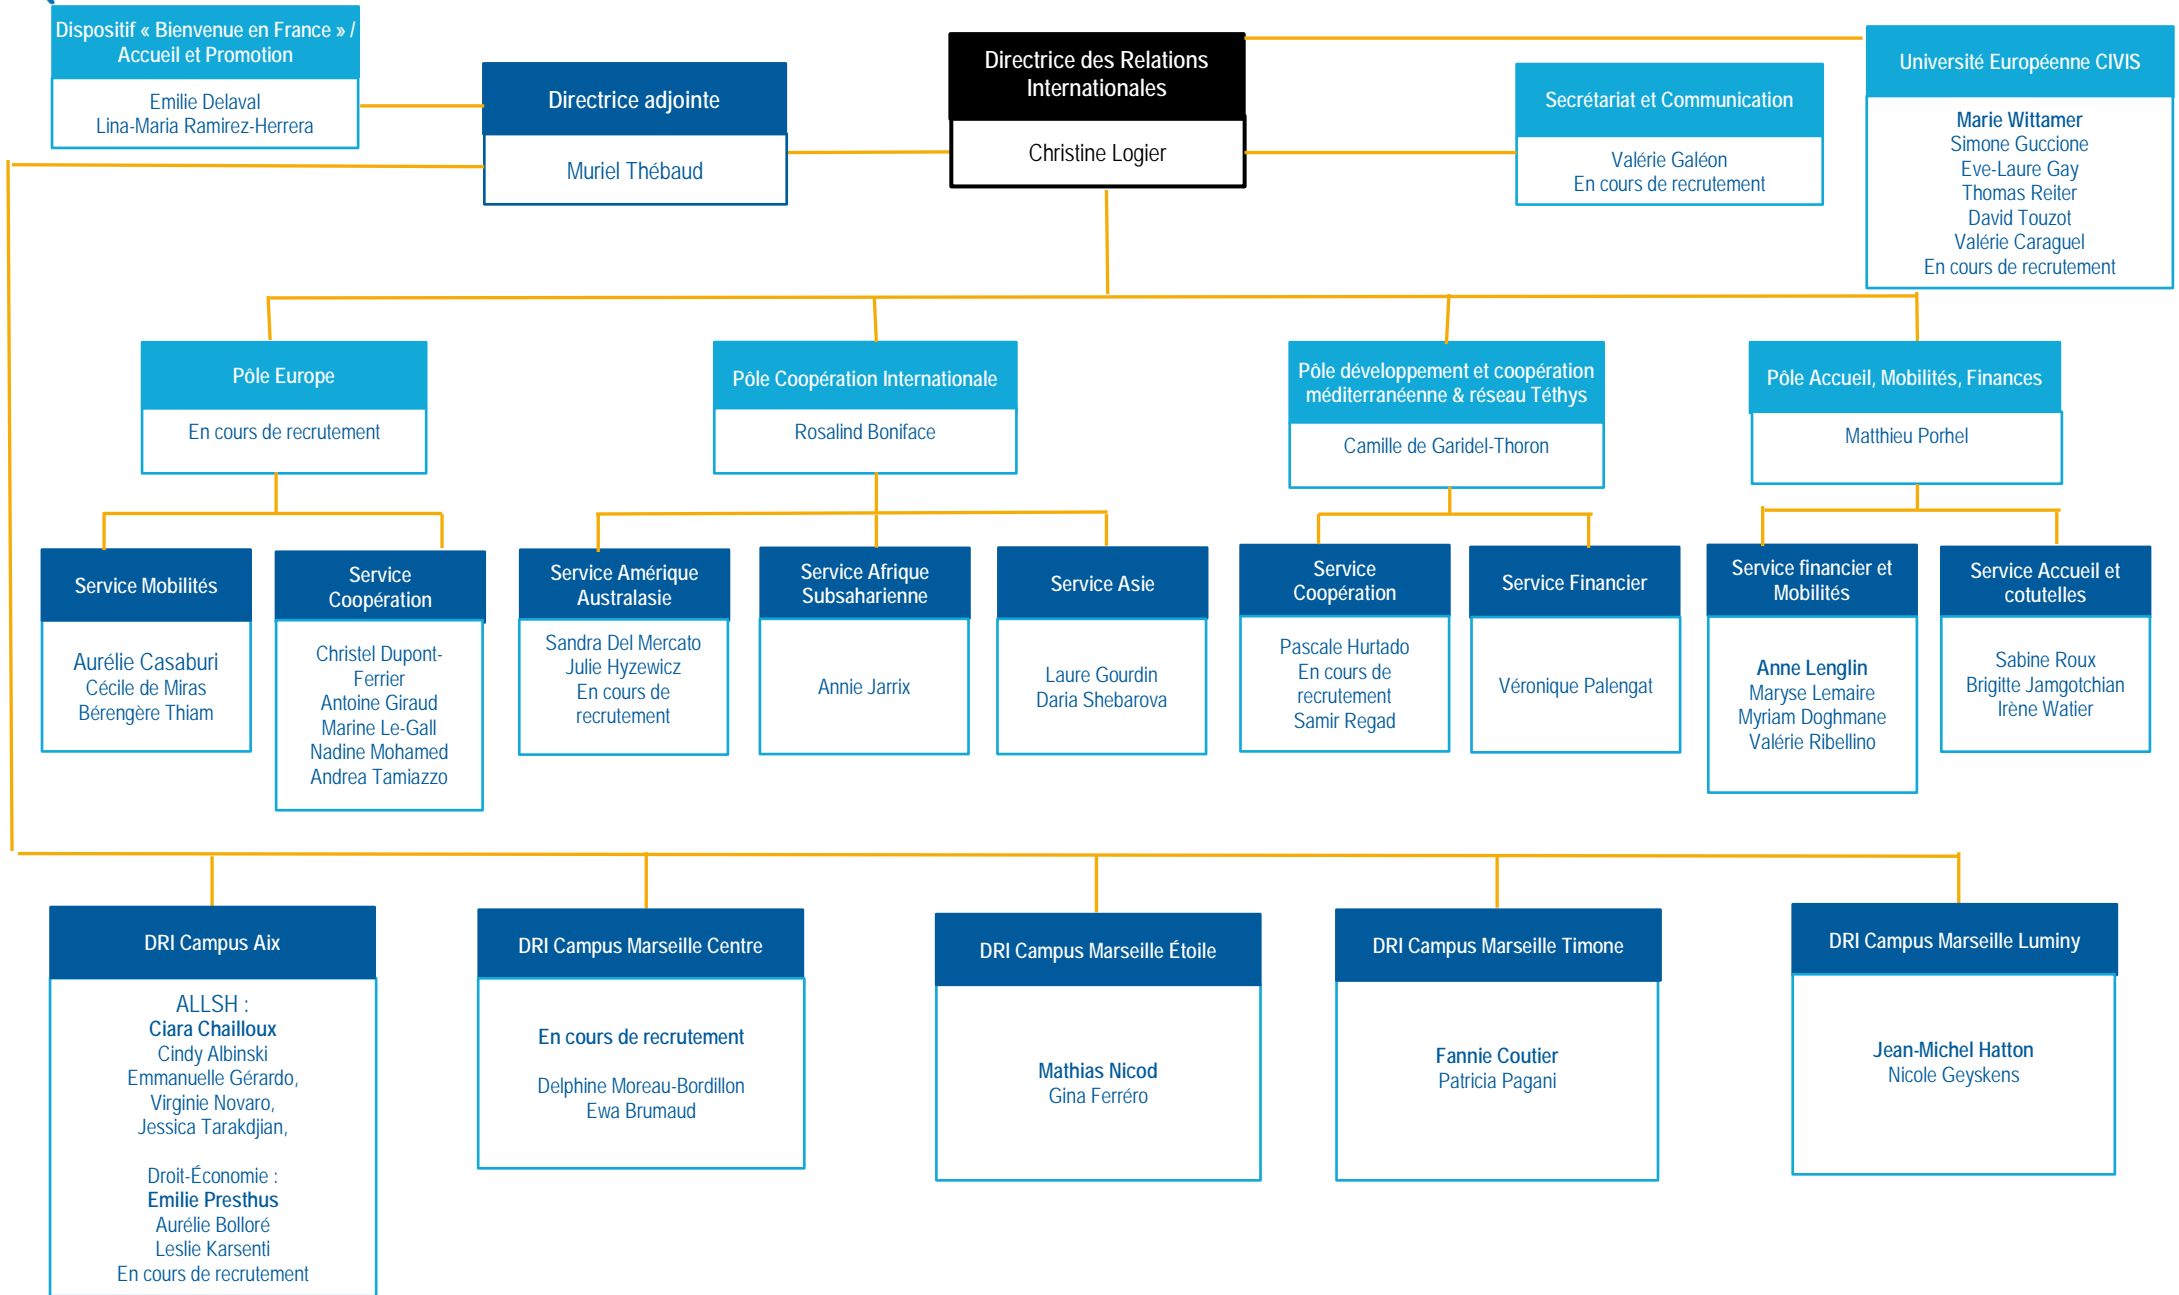 Dispositif « Bienvenue en France » /
Accueil et Promotion
Emilie Delaval
Lina-Maria Ramirez-Herrera
Directrice adjointe
Muriel Thébaud
Directrice des Relations
Internationales
Christine Logier
Secrétariat et Communication
Valérie Galéon
En cours de recrutement
Université Européenne CIVIS
Marie Wittamer
Simone Guccione
Eve-Laure Gay
Thomas Reiter
David Touzot
Valérie Caraguel
En cours de recrutement
Pôle Europe
En cours de recrutement
Pôle Coopération Internationale
Rosalind Boniface
Pôle développement et coopération
méditerranéenne & réseau Téthys
Camille de Garidel-Thoron
Pôle Accueil, Mobilités, Finances
Matthieu Porhel
Service Mobilités
Aurélie Casaburi
Cécile de Miras
Bérengère Thiam
Service
Coopération
Christel Dupont-
Ferrier
Antoine Giraud
Marine Le-Gall
Nadine Mohamed
Andrea Tamiazzo
Service Amérique
Australasie
Sandra Del Mercato
Julie Hyzewicz
En cours de
recrutement
Service Afrique
Subsaharienne
Annie Jarrix
Service Asie
Laure Gourdin
Daria Shebarova
Service
Coopération
Pascale Hurtado
En cours de
recrutement
Samir Regad
Service Financier
Véronique Palengat
Service financier et
Mobilités
Anne Lenglin
Maryse Lemaire
Myriam Doghmane
Valérie Ribellino
Service Accueil et
cotutelles
Sabine Roux
Brigitte Jamgotchian
Irène Watier
DRI Campus Aix
ALLSH :
Ciara Chailloux
Cindy Albinski
Emmanuelle Gérardo,
Virginie Novaro,
Jessica Tarakdjian,
Droit-Économie :
Emilie Presthus
Aurélie Bolloré
Leslie Karsenti
En cours de recrutement
DRI Campus Marseille Centre
En cours de recrutement
Delphine Moreau-Bordillon
Ewa Brumaud
DRI Campus Marseille Étoile
Mathias Nicod
Gina Ferréro
DRI Campus Marseille Timone
Fannie Coutier
Patricia Pagani
DRI Campus Marseille Luminy
Jean-Michel Hatton
Nicole Geyskens